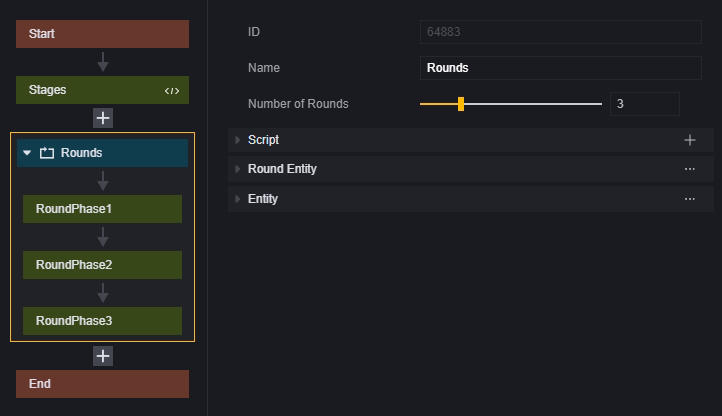 Start
Stages
Rounds
RoundPhase1
RoundPhase2
RoundPhase3
End
ID 64883
Name Rounds
Number of Rounds 3
Script
Round Entity
Entity